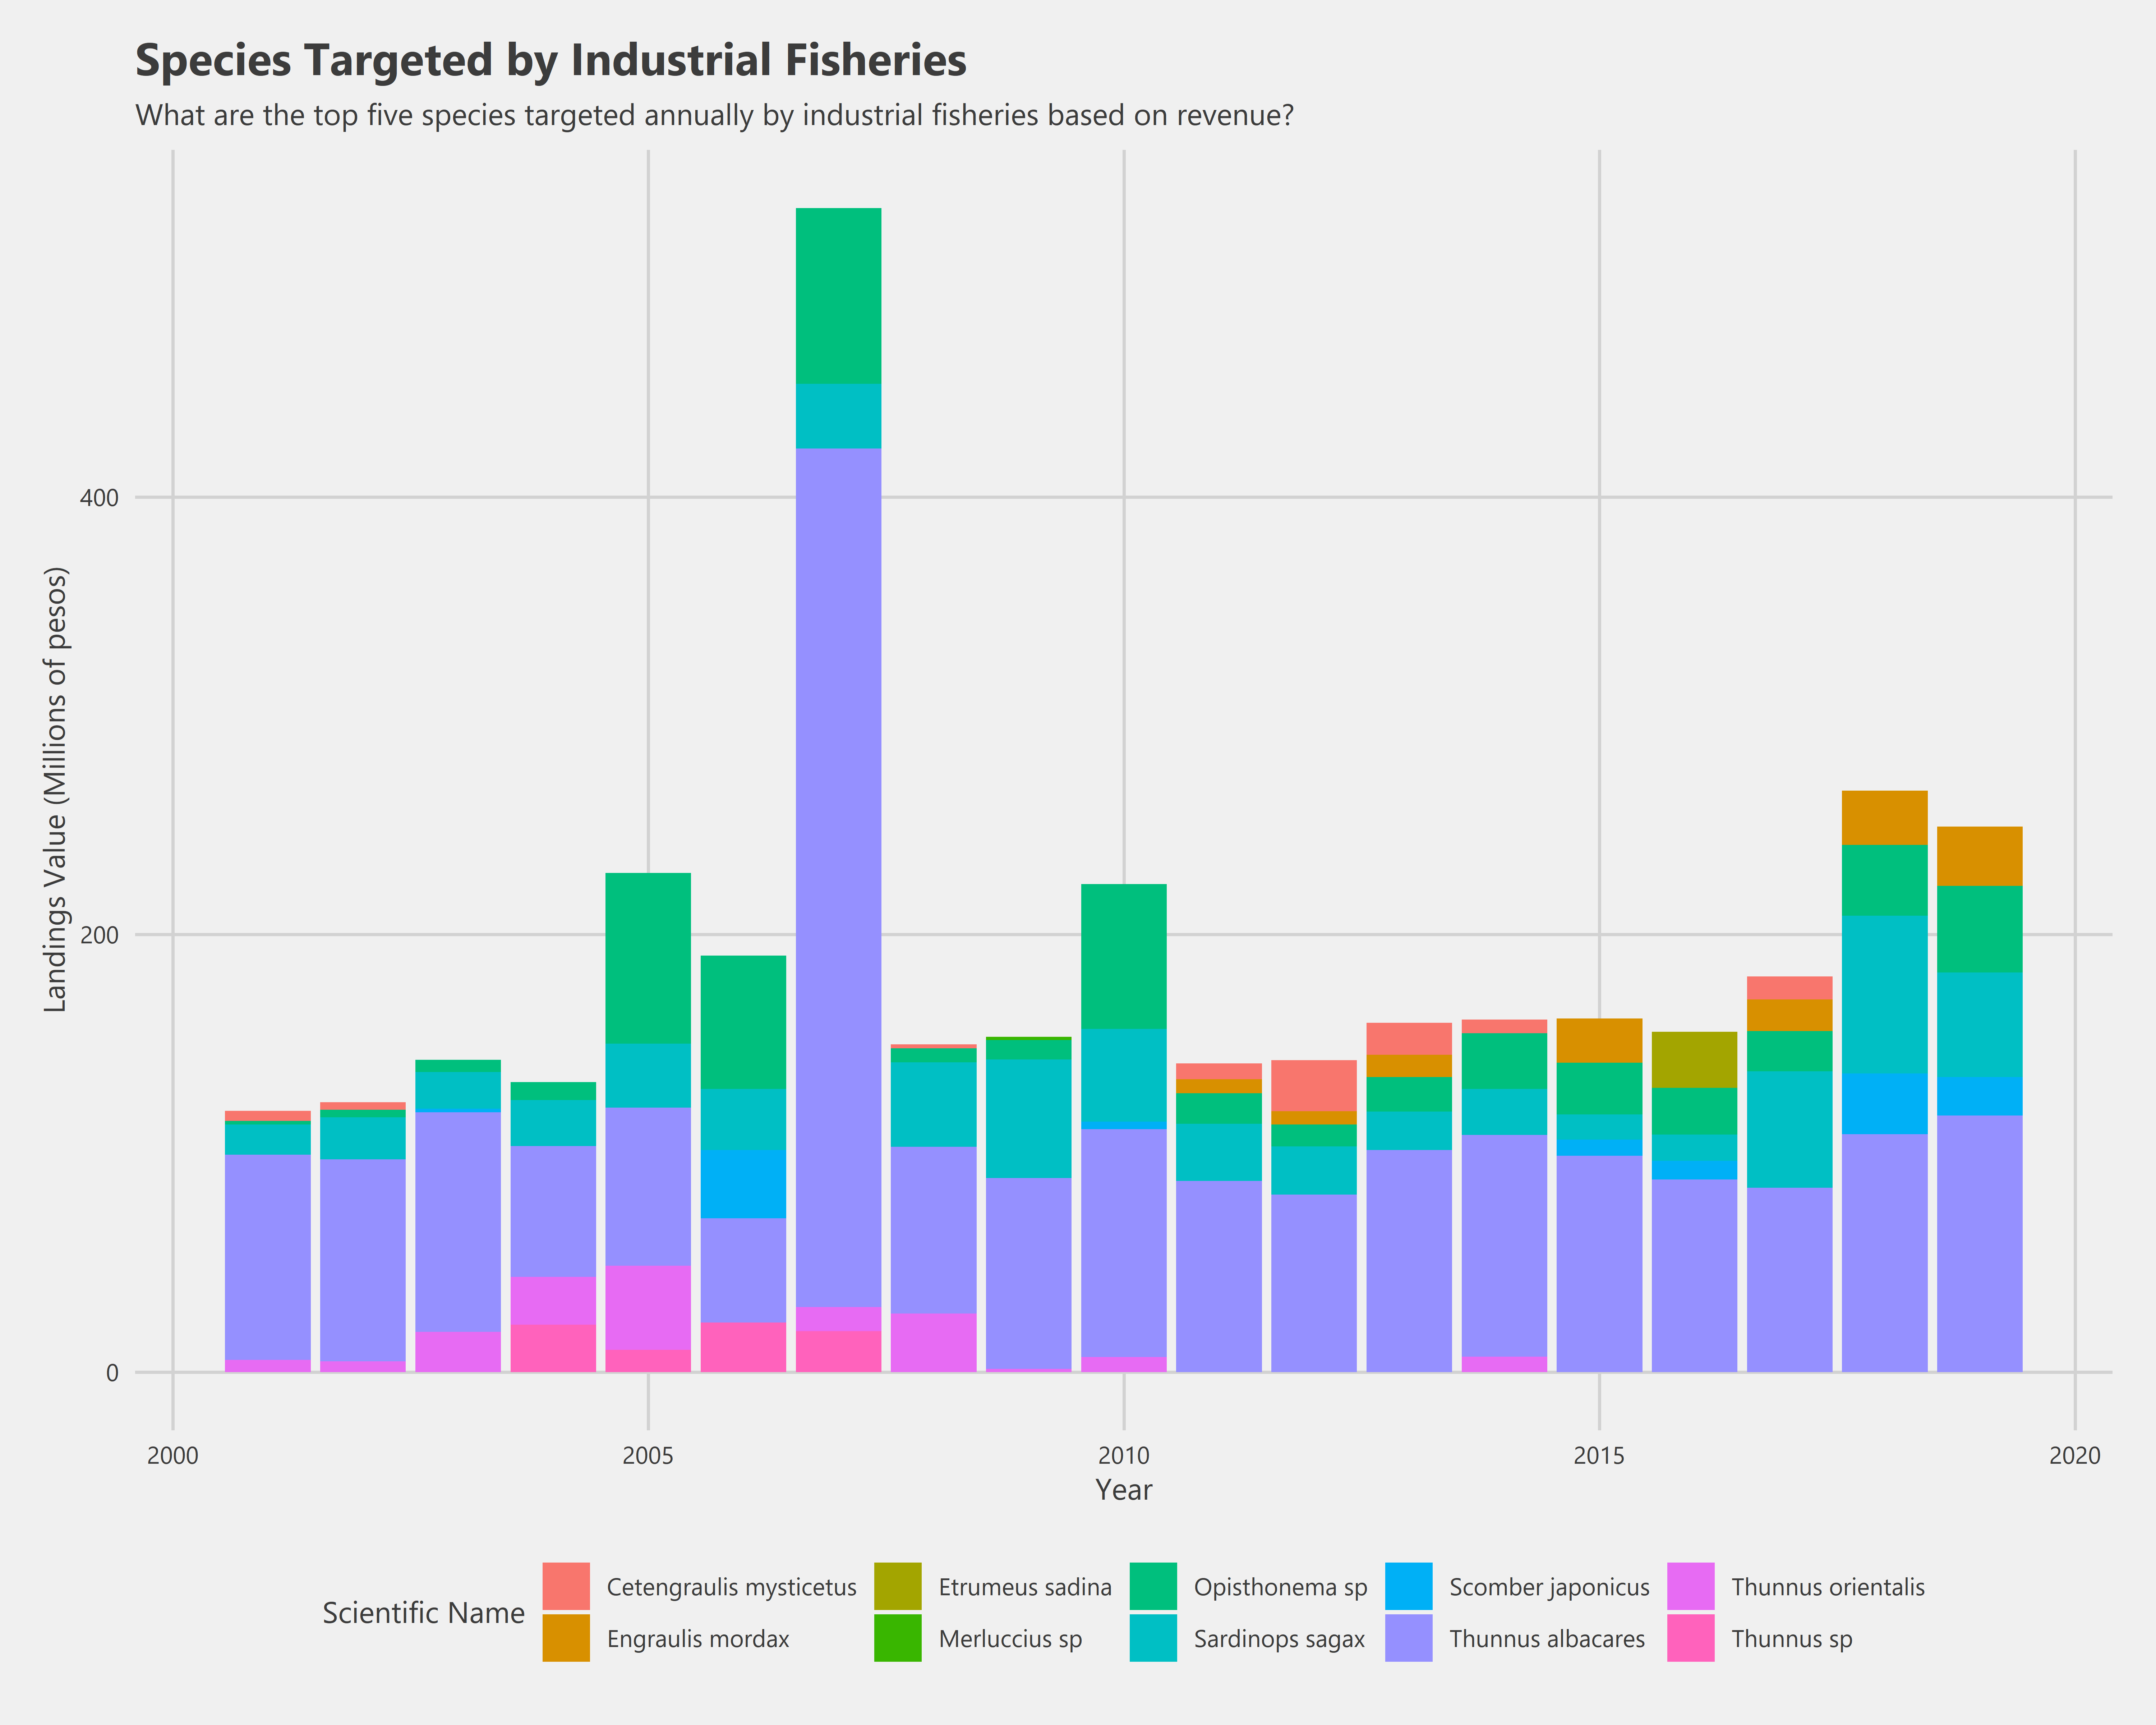 Species Targeted by Industrial Fisheries
What are the top five species targeted annually by industrial fisheries based on revenue?
Landings Value (Millions of pesos)
400
200
0
2000 2005 2010 2015 2020
Year
Scientific Name
Cetengraulis mysticetus Etrumeus sadina Opisthonema sp Scomber japonicus Thunnus orientalis
Engraulis mordax Merluccius sp Sardinops sagax Thunnus albacares Thunnus sp